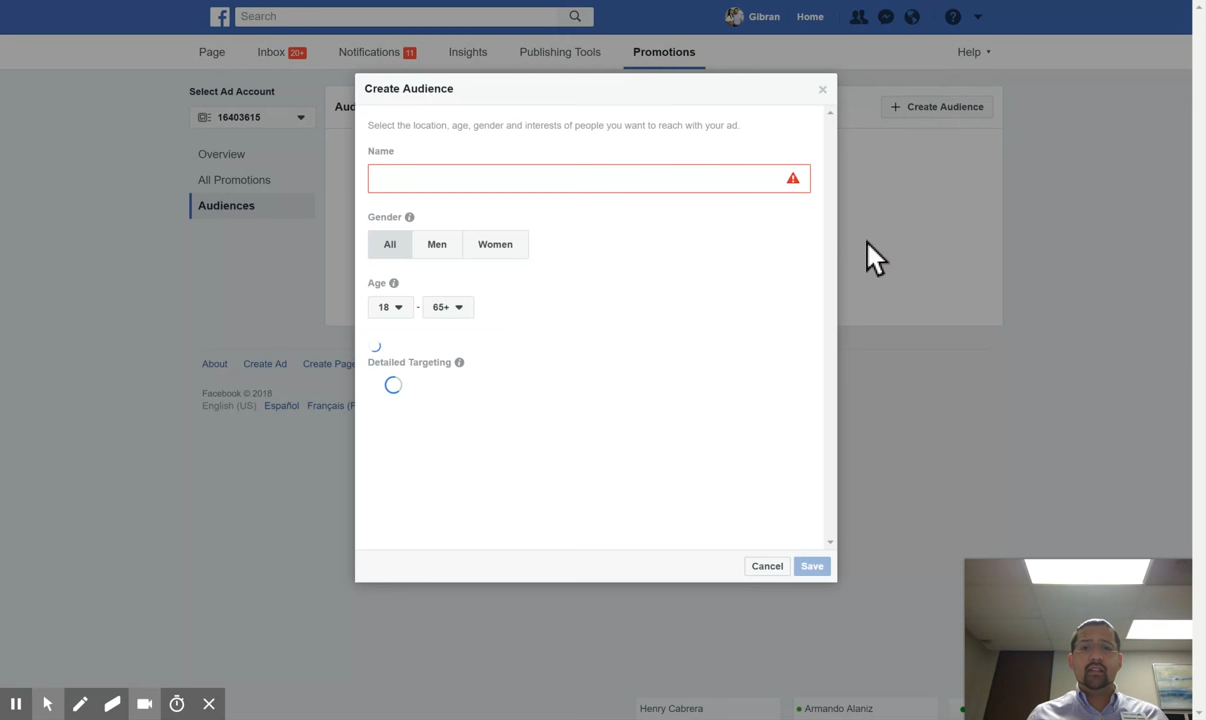 f Search Gibran Home
Page Inbox 20+ Notifications 11 Insights Publishing Tools Promotions Help
Select Ad Account
16403615
Overview
All Promotions
Audiences
Aud
+ Create Audience
Create Audience
Select the location, age, gender and interests of people you want to reach with your ad.
Name
Gender
All Men Women
Age
18 - 65+
Detailed Targeting
Cancel Save
About Create Ad Create Page
Facebook © 2018
English (US) Español Français (F
Henry Cabrera Armando Alaniz